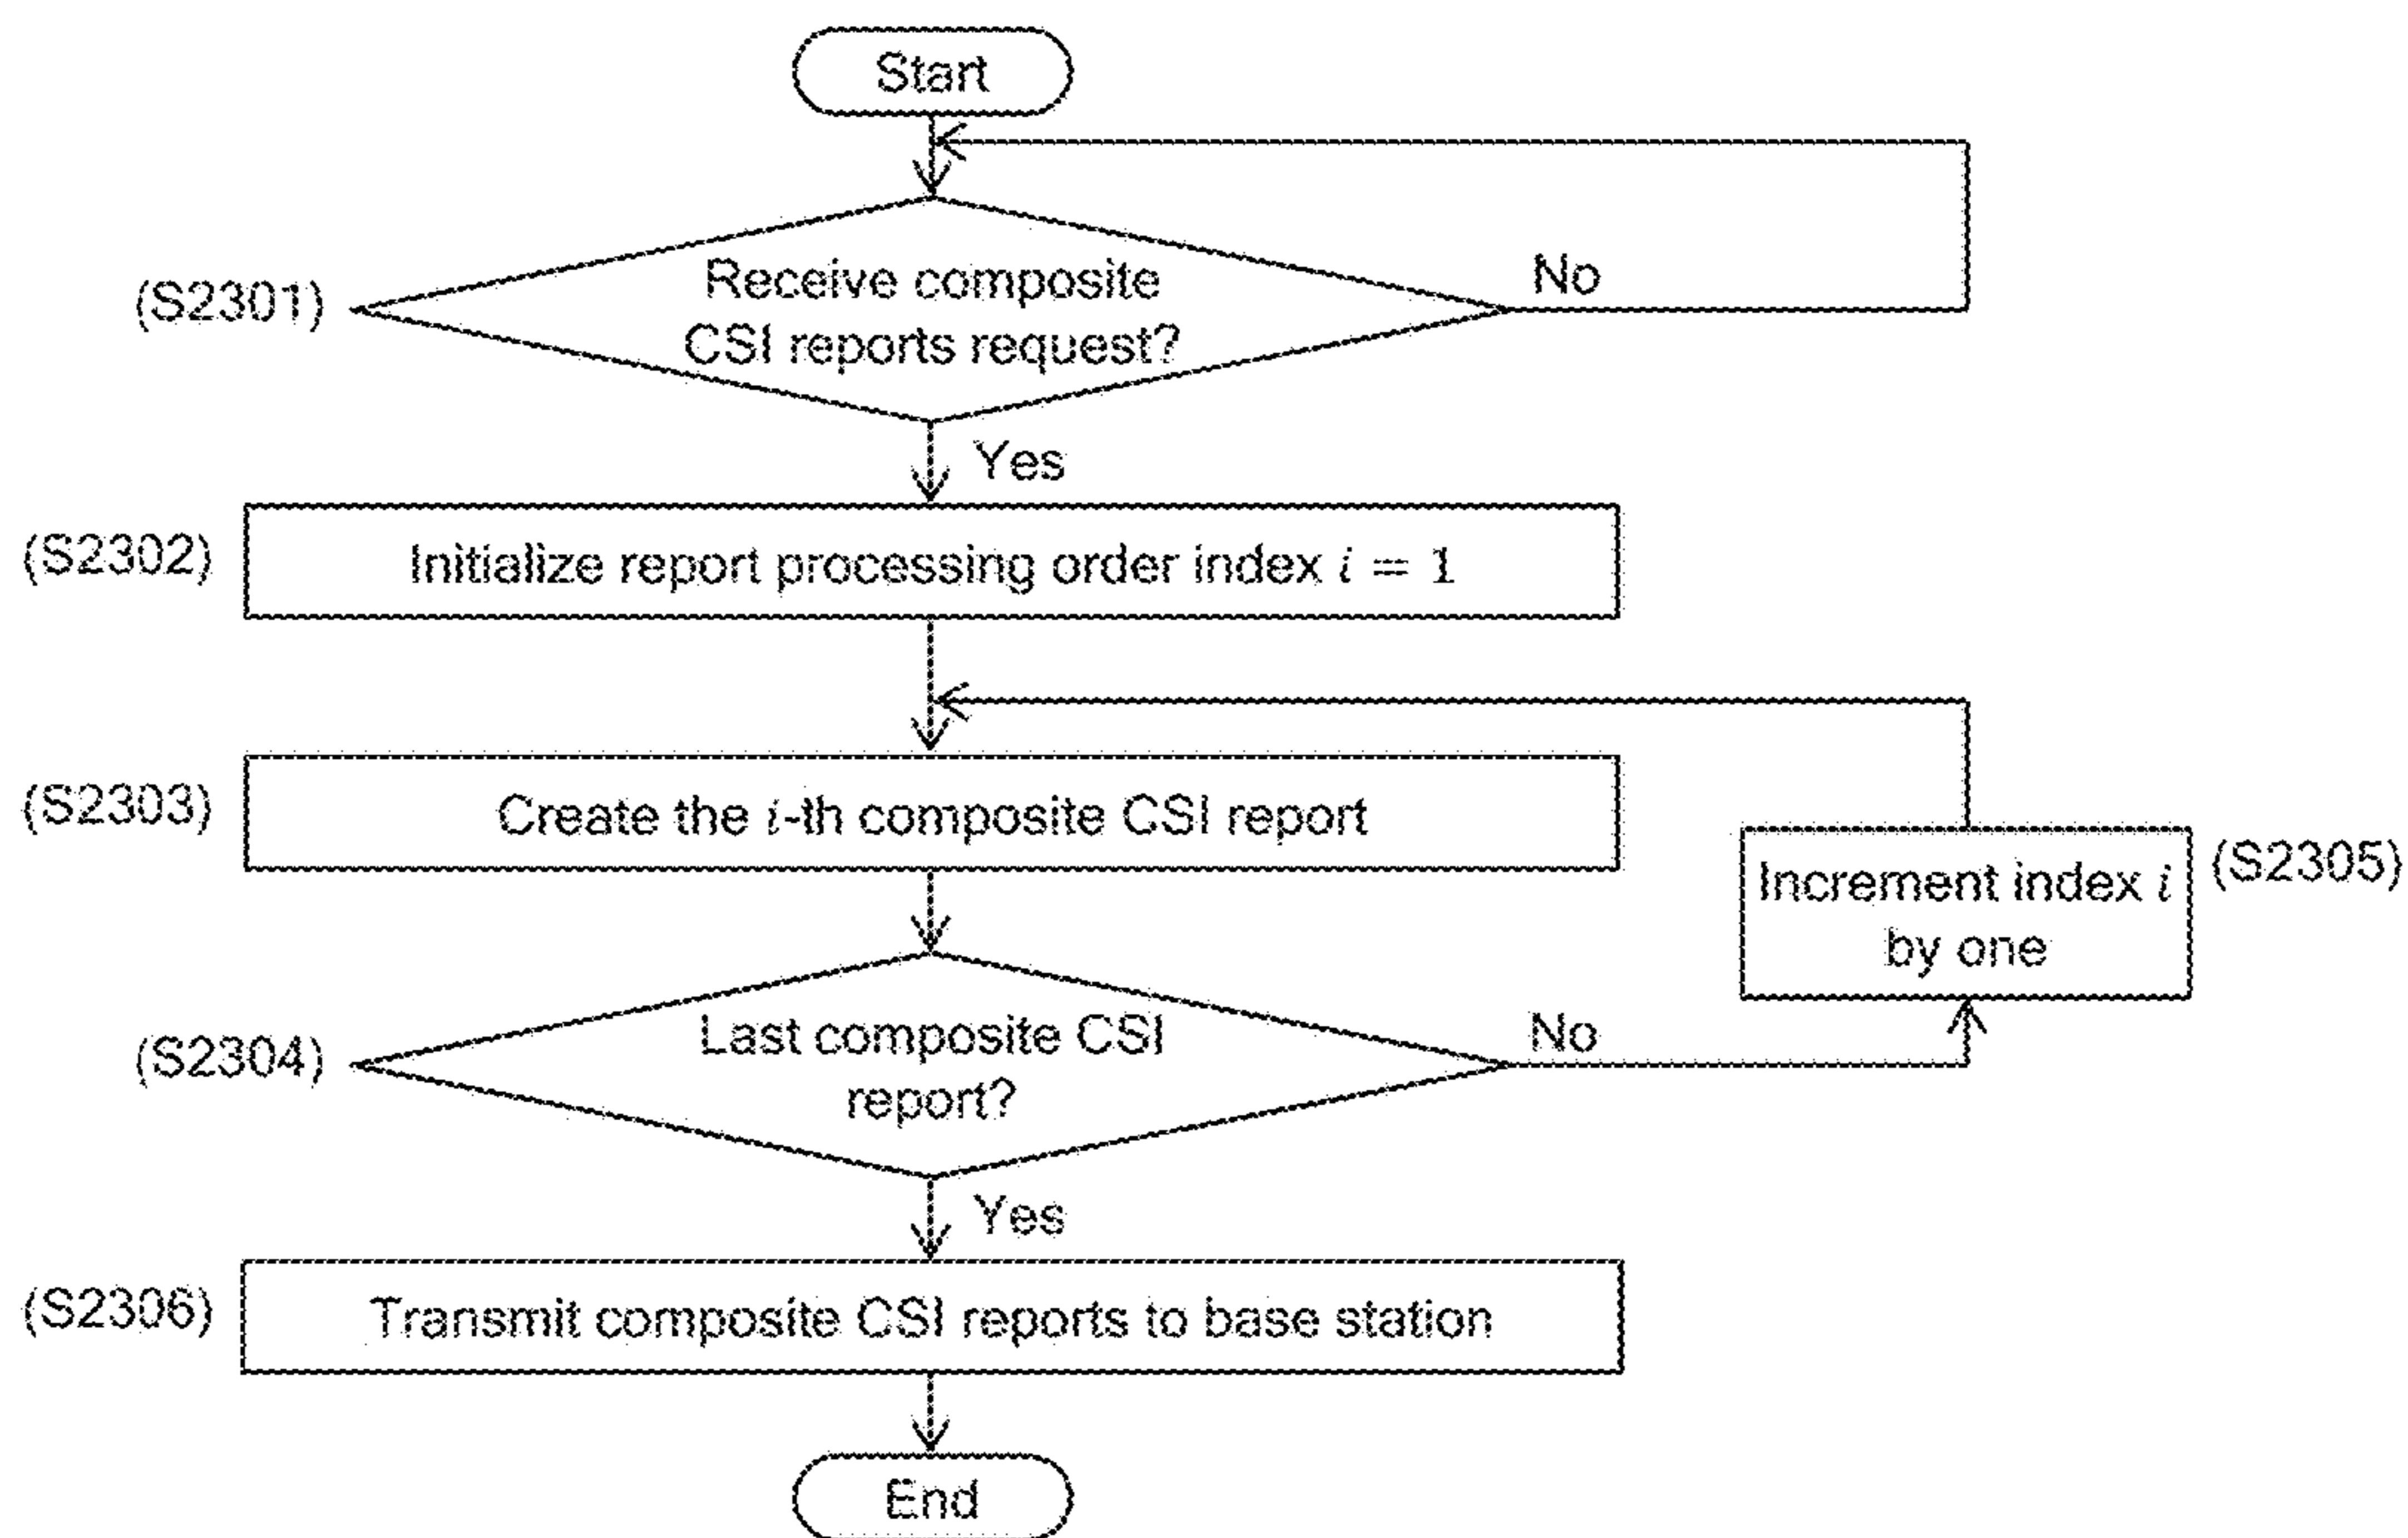 Start
(S2301)
Receive composite
CSI reports request?
No
Yes
(S2302)
Initialize report processing order index i = 1
(S2303)
Create the i-th composite CSI report
Increment index i
by one
(S2305)
(S2304)
Last composite CSI
report?
No
Yes
(S2306)
Transmit composite CSI reports to base station
End